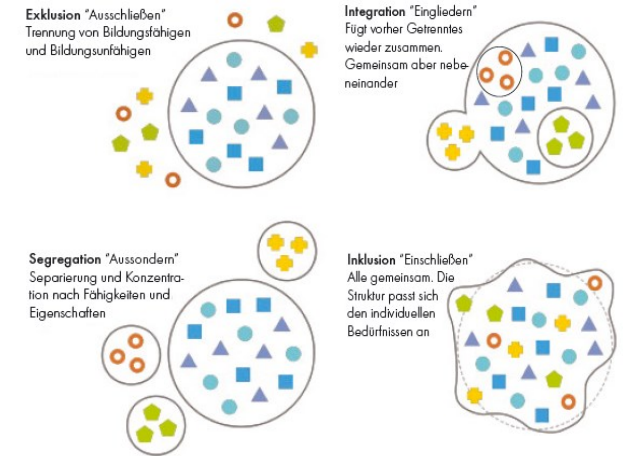 Exklusion "Ausschließen"
Trennung von Bildungsfähigen
und Bildungsunfähigen
Integration "Eingliedern"
Fügt vorher Getrenntes
wieder zusammen.
Gemeinsam aber nebe-
neinander
Segregation "Aussondern"
Separierung und Konzentra-
tion nach Fähigkeiten und
Eigenschaften
Inklusion "Einschließen"
Alle gemeinsam. Die
Struktur passt sich
den individuellen
Bedürfnissen an